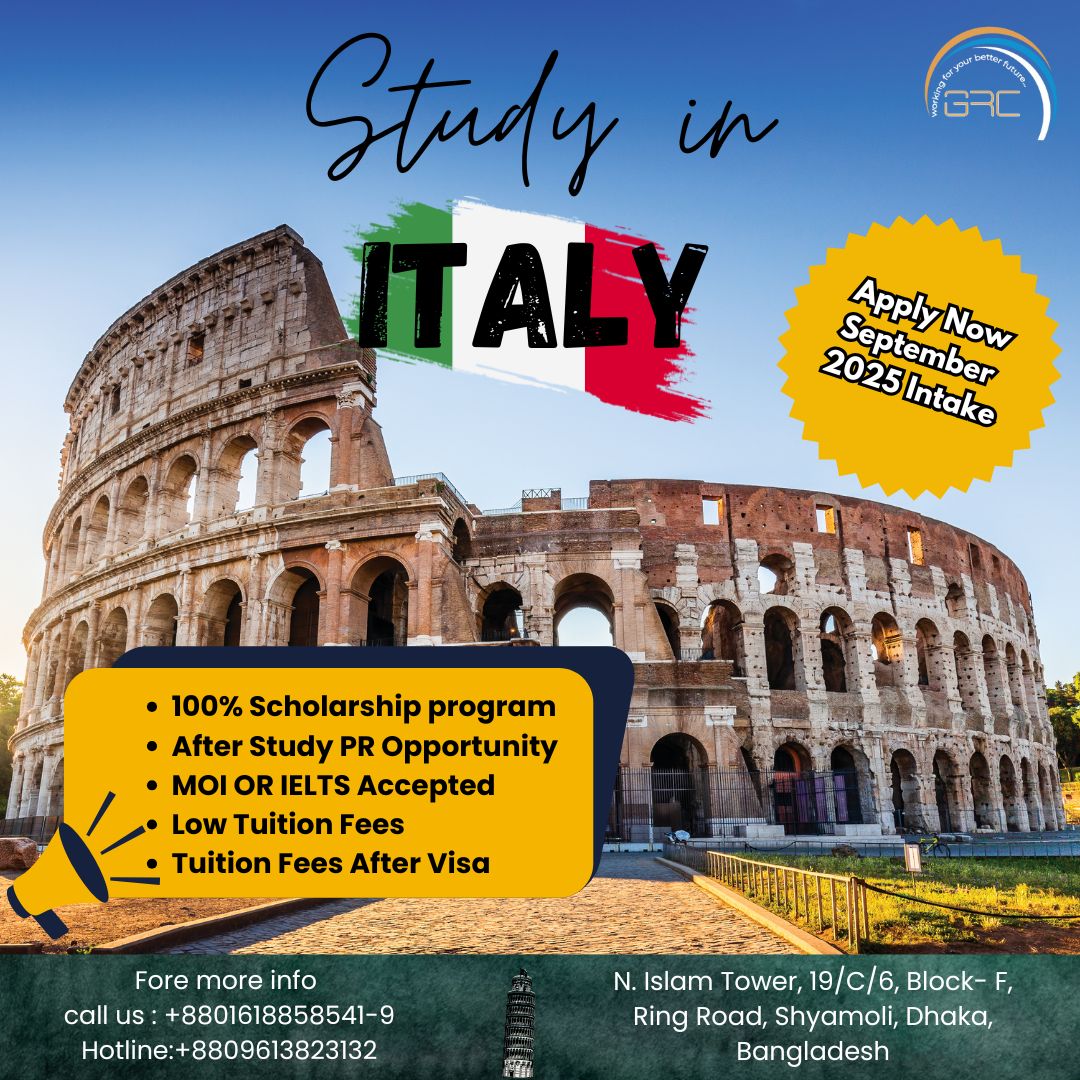 Study in
working for your better future..
GRC
ITALY
Apply Now
September
2025 Intake
• 100% Scholarship program
• After Study PR Opportunity
• MOI OR IELTS Accepted
• Low Tuition Fees
• Tuition Fees After Visa
Fore more info
call us : +8801618858541-9
Hotline:+8809613823132
N. Islam Tower, 19/C/6, Block- F,
Ring Road, Shyamoli, Dhaka,
Bangladesh